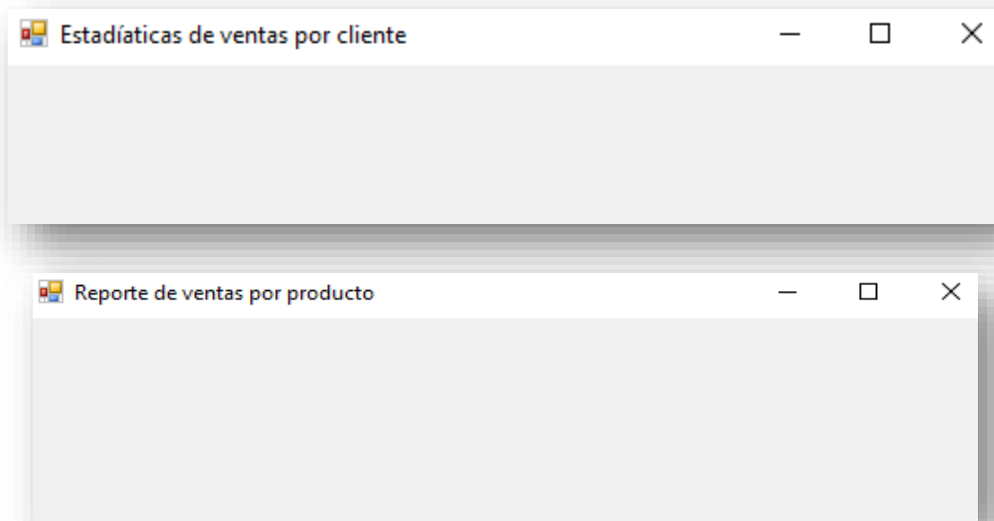 Estadíaticas de ventas por cliente
Reporte de ventas por producto